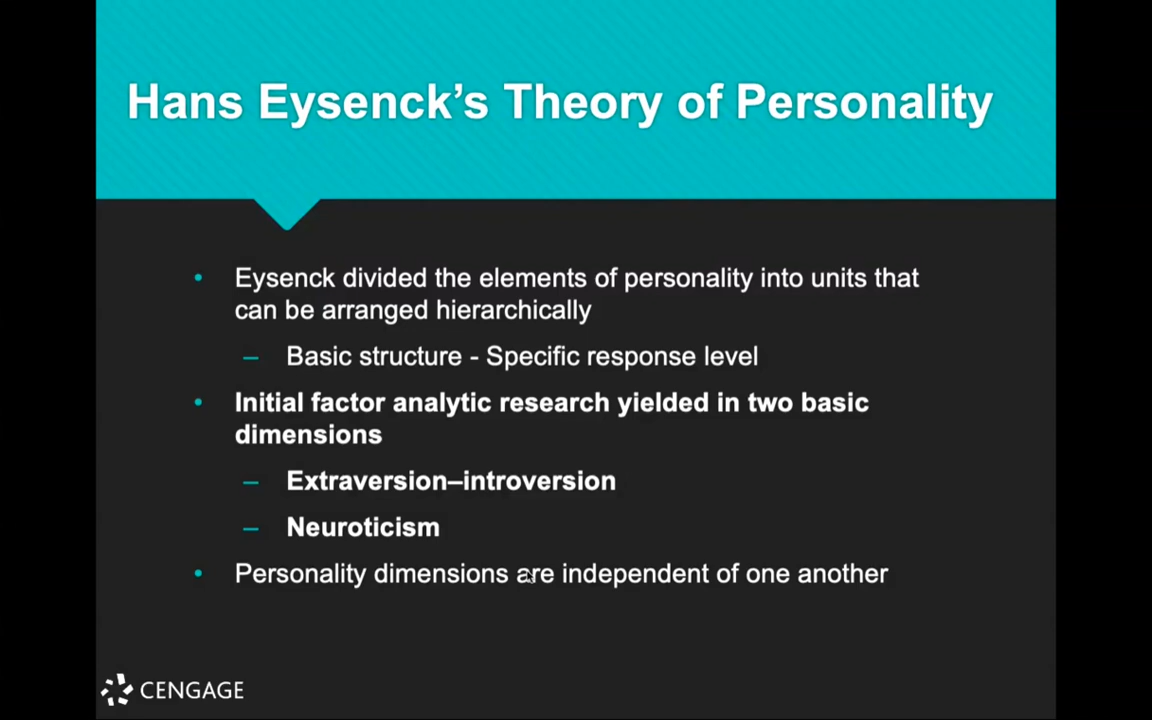 Hans Eysenck’s Theory of Personality
• Eysenck divided the elements of personality into units that
can be arranged hierarchically
– Basic structure - Specific response level
• Initial factor analytic research yielded in two basic
dimensions
– Extraversion–introversion
– Neuroticism
• Personality dimensions are independent of one another
CENGAGE